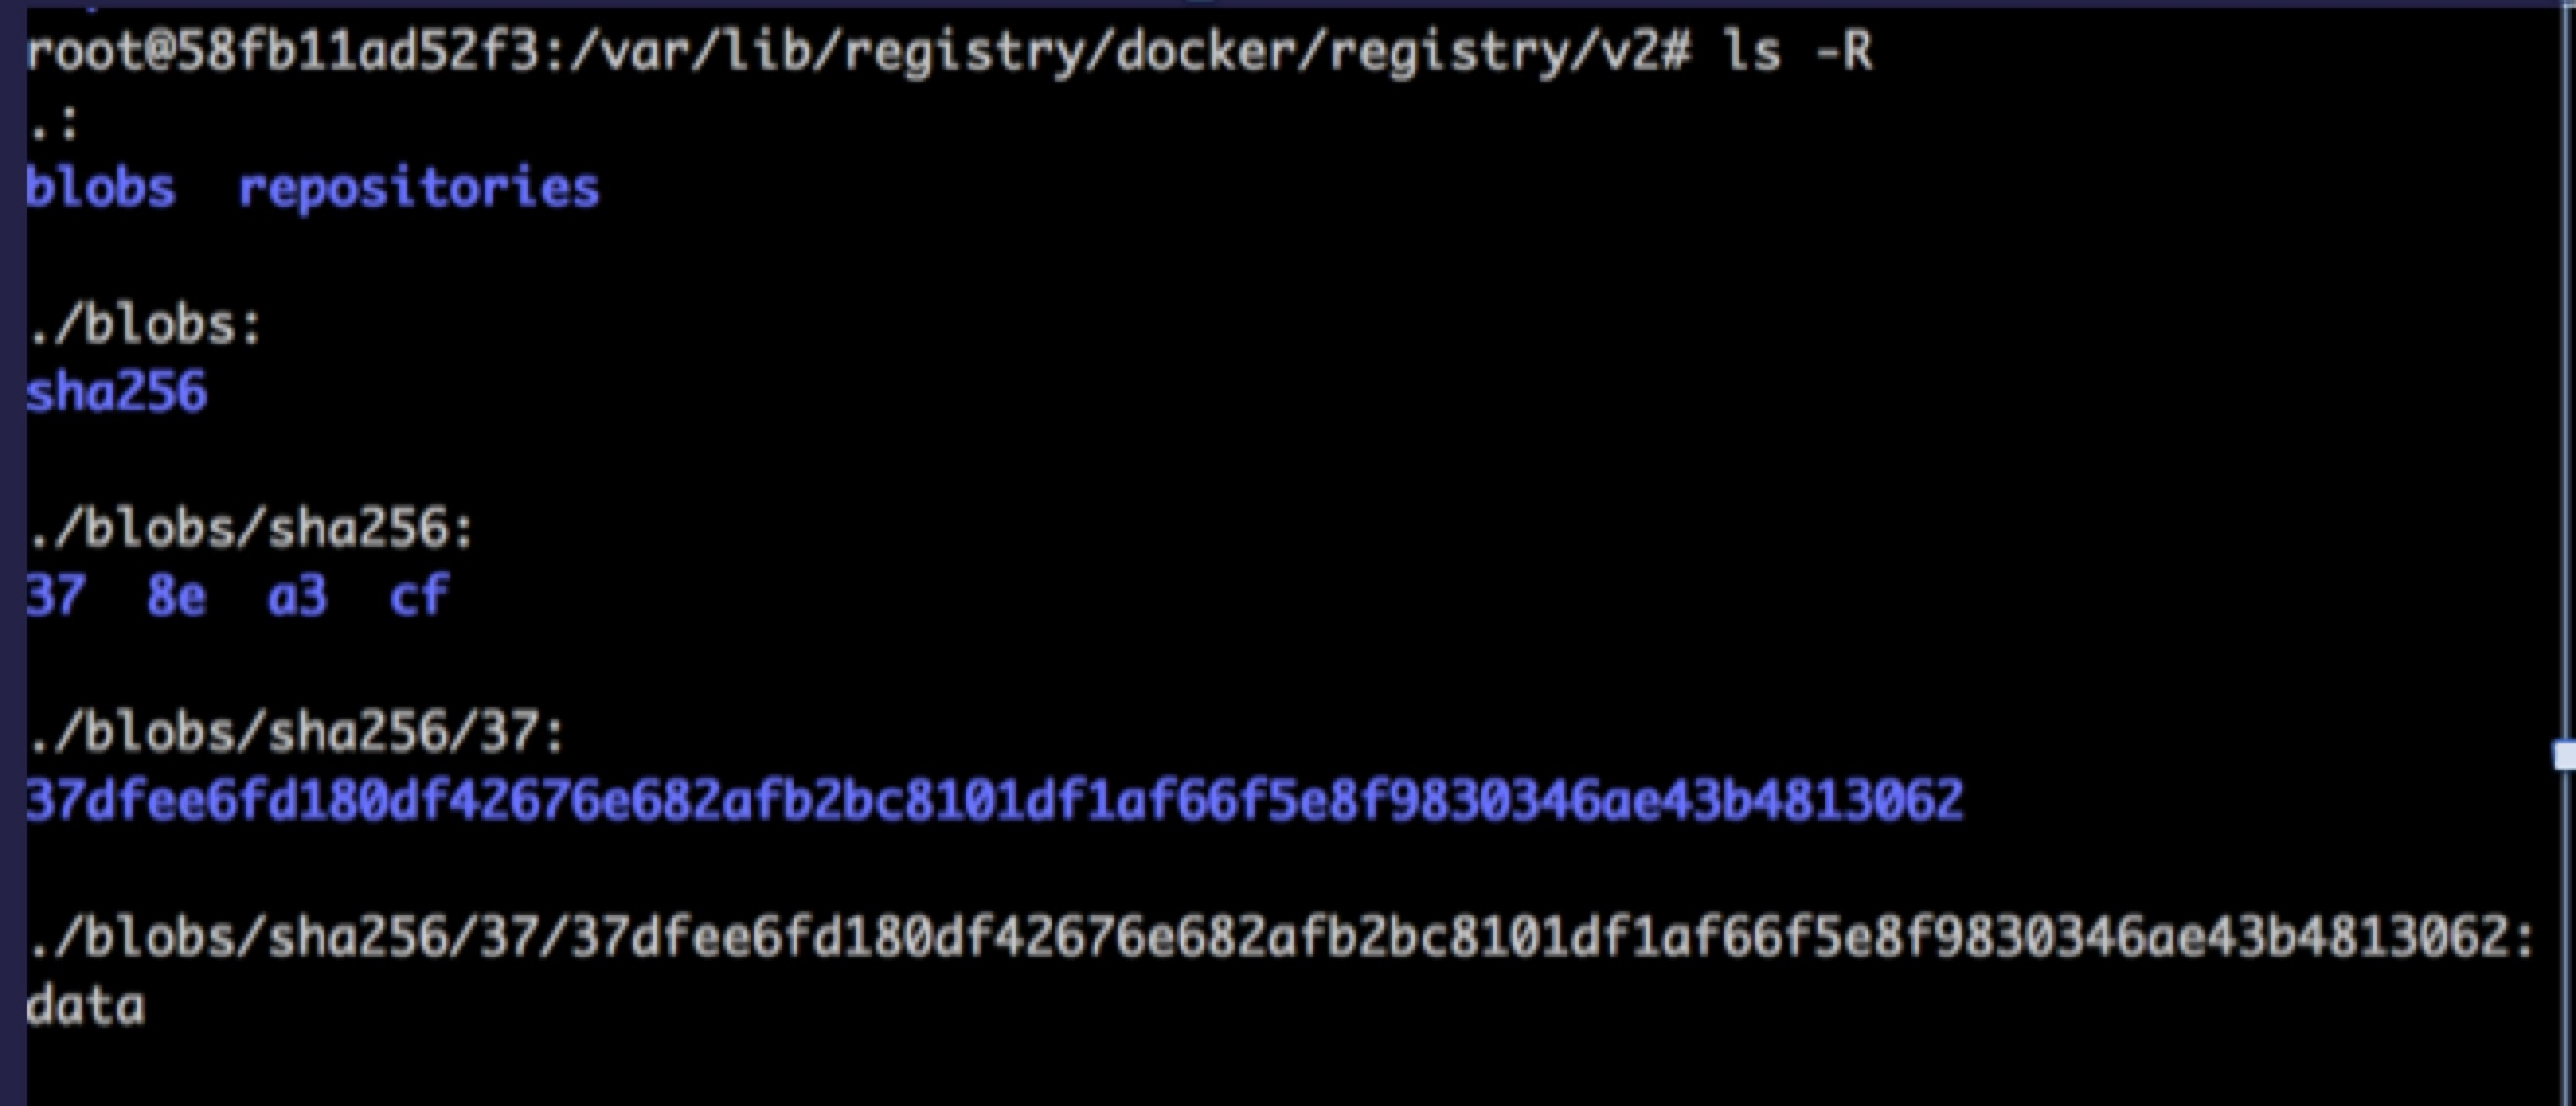 root@58fb11ad52f3:/var/lib/registry/docker/registry/v2# ls -R
.:
blobs  repositories
./blobs:
sha256
./blobs/sha256:
37  8e  a3  cf
./blobs/sha256/37:
37dfee6fd180df42676e682afb2bc8101df1af66f5e8f9830346ae43b4813062
./blobs/sha256/37/37dfee6fd180df42676e682afb2bc8101df1af66f5e8f9830346ae43b4813062:
data